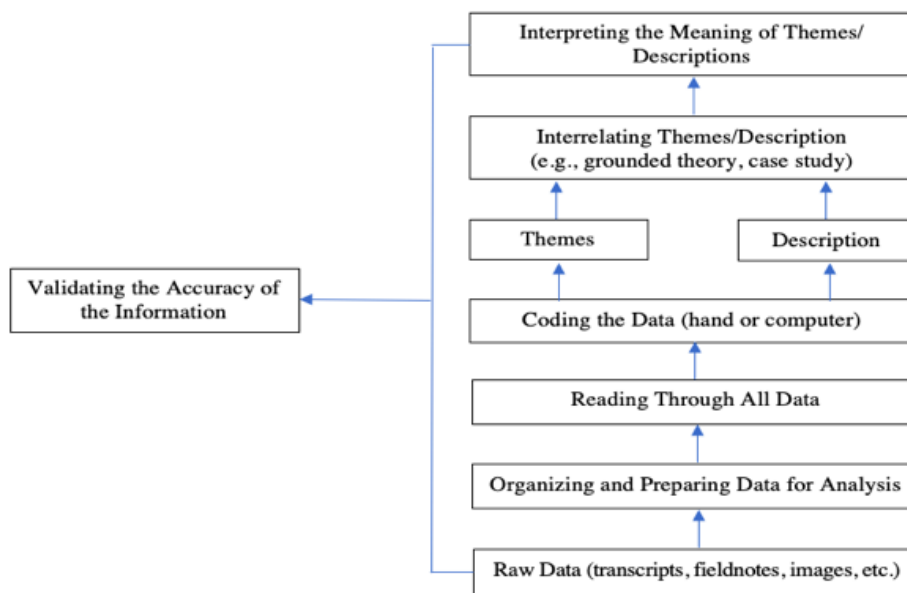 Interpreting the Meaning of Themes/
Descriptions
Interrelating Themes/Description
(e.g., grounded theory, case study)
Themes
Description
Validating the Accuracy of
the Information
Coding the Data (hand or computer)
Reading Through All Data
Organizing and Preparing Data for Analysis
Raw Data (transcripts, fieldnotes, images, etc.)